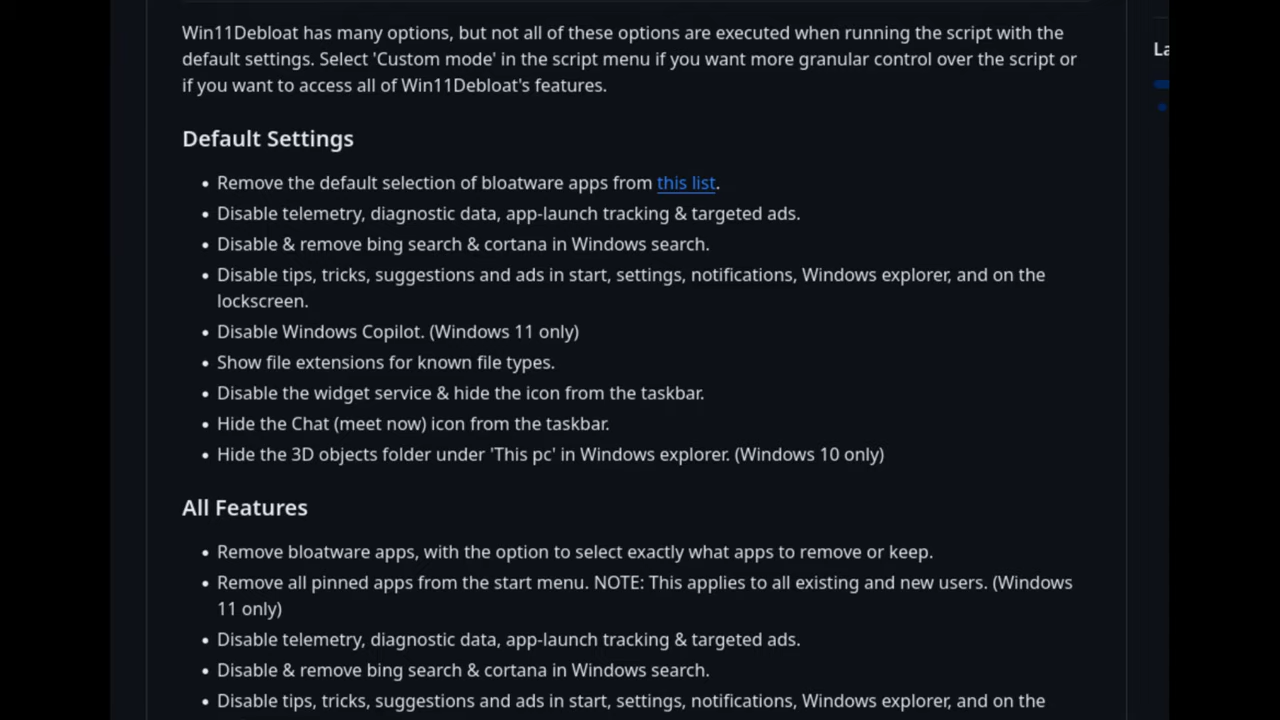 Win11Debloat has many options, but not all of these options are executed when running the script with the
default settings. Select 'Custom mode' in the script menu if you want more granular control over the script or
if you want to access all of Win11Debloat's features.
La
Default Settings
• Remove the default selection of bloatware apps from this list.
• Disable telemetry, diagnostic data, app-launch tracking & targeted ads.
• Disable & remove bing search & cortana in Windows search.
• Disable tips, tricks, suggestions and ads in start, settings, notifications, Windows explorer, and on the
lockscreen.
• Disable Windows Copilot. (Windows 11 only)
• Show file extensions for known file types.
• Disable the widget service & hide the icon from the taskbar.
• Hide the Chat (meet now) icon from the taskbar.
• Hide the 3D objects folder under 'This pc' in Windows explorer. (Windows 10 only)
All Features
• Remove bloatware apps, with the option to select exactly what apps to remove or keep.
• Remove all pinned apps from the start menu. NOTE: This applies to all existing and new users. (Windows
11 only)
• Disable telemetry, diagnostic data, app-launch tracking & targeted ads.
• Disable & remove bing search & cortana in Windows search.
• Disable tips, tricks, suggestions and ads in start, settings, notifications, Windows explorer, and on the